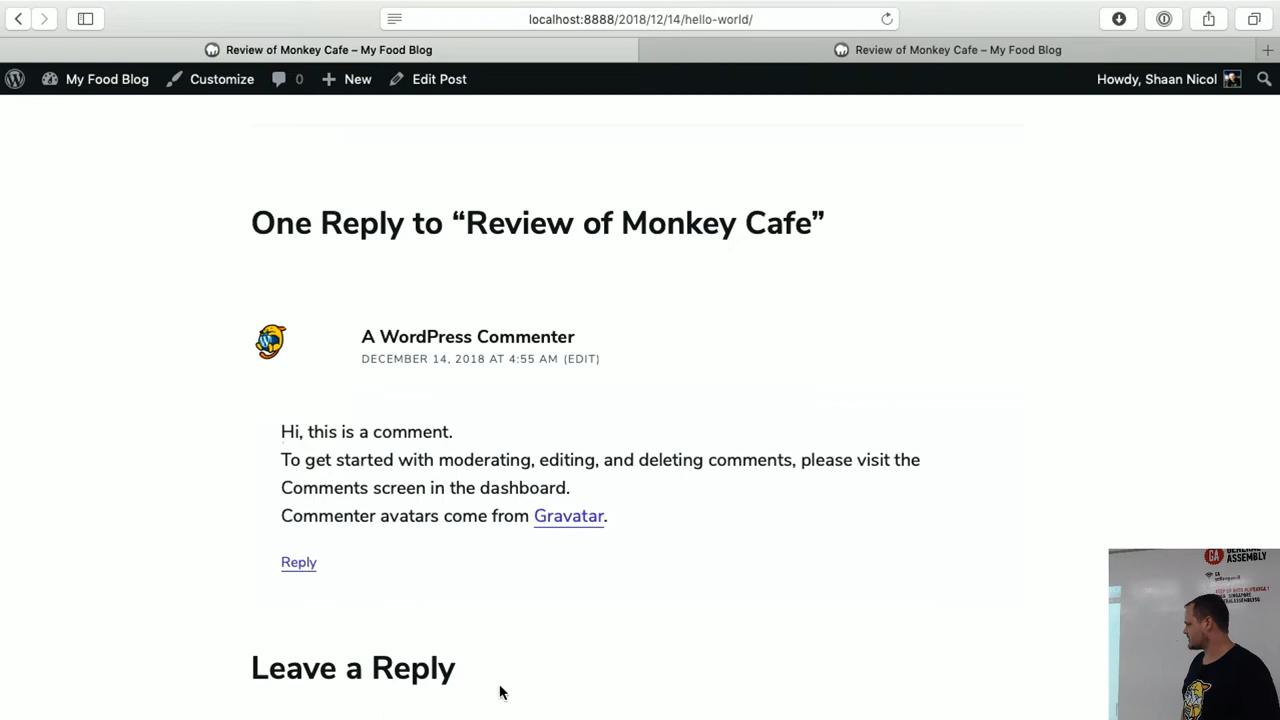 localhost:8888/2018/12/14/hello-world/
Review of Monkey Cafe – My Food Blog
Review of Monkey Cafe – My Food Blog
My Food Blog
Customize
0
New
Edit Post
Howdy, Shaan Nicol
One Reply to “Review of Monkey Cafe”
A WordPress Commenter
DECEMBER 14, 2018 AT 4:55 AM (EDIT)
Hi, this is a comment.
To get started with moderating, editing, and deleting comments, please visit the
Comments screen in the dashboard.
Commenter avatars come from Gravatar.
Reply
Leave a Reply
GA
GENERAL
ASSEMBLY